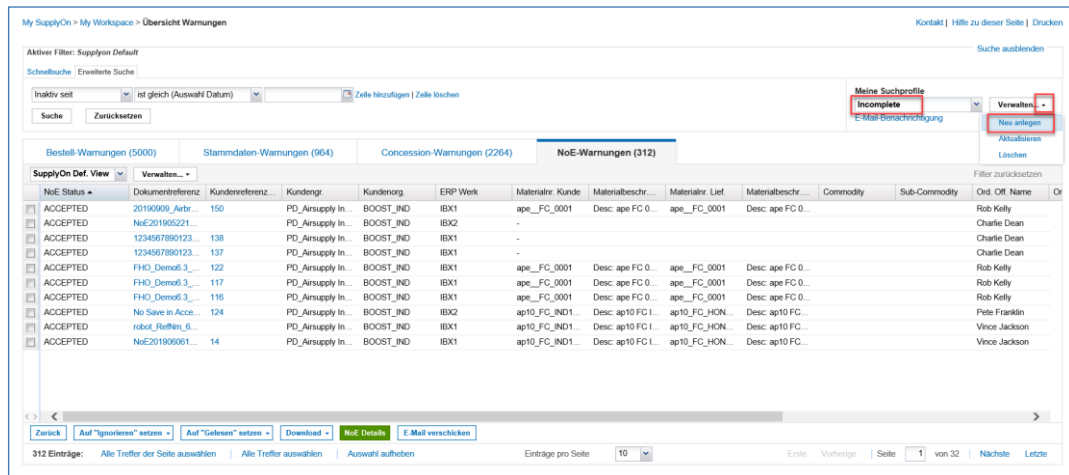 My SupplyOn > My Workspace > Übersicht Warnungen
Kontakt | Hilfe zu dieser Seite | Drucken
Aktiver Filter: Supplyon Default
Suche ausblenden
Schnellsuche Erweiterte Suche
Inaktiv seit ist gleich (Auswahl Datum) Zeile hinzufügen | Zeile löschen
Suche Zurücksetzen
Meine Suchprofile
Incomplete Verwalten...
E-Mail-Benachrichtigung
Neu anlegen
Aktualisieren
Löschen
Bestell-Warnungen (5000) Stammdaten-Warnungen (964) Concession-Warnungen (2264) NoE-Warnungen (312)
SupplyOn Def. View Verwalten... Filter zurücksetzen
NoE Status Dokumentreferenz Kundenreferenz... Kundengr. Kundenorg. ERP Werk Materialnr. Kunde Materialbeschr.... Materialnr. Lief. Materialbeschr.... Commodity Sub-Commodity Ord. Off. Name Or
ACCEPTED 20190909_Airbr... 150 PD_Airsupply In... BOOST_IND IBX1 ape__FC_0001 Desc: ape FC 0... ape__FC_0001 Desc: ape FC 0... Rob Kelly
ACCEPTED NoE201905221... PD_Airsupply In... BOOST_IND IBX2 - Charlie Dean
ACCEPTED 1234567890123... 138 PD_Airsupply In... BOOST_IND IBX1 - Charlie Dean
ACCEPTED 1234567890123... 137 PD_Airsupply In... BOOST_IND IBX1 - Charlie Dean
ACCEPTED FHO_Demo6.3_... 122 PD_Airsupply In... BOOST_IND IBX1 ape__FC_0001 Desc: ape FC 0... ape__FC_0001 Desc: ape FC 0... Rob Kelly
ACCEPTED FHO_Demo6.3_... 117 PD_Airsupply In... BOOST_IND IBX1 ape__FC_0001 Desc: ape FC 0... ape__FC_0001 Desc: ape FC 0... Rob Kelly
ACCEPTED FHO_Demo6.3_... 116 PD_Airsupply In... BOOST_IND IBX1 ape__FC_0001 Desc: ape FC 0... ape__FC_0001 Desc: ape FC 0... Rob Kelly
ACCEPTED No Save in Acce... 124 PD_Airsupply In... BOOST_IND IBX2 ap10_FC_IND1... Desc: ap10 FC I... ap10_FC_HON... Desc: ap10 FC... Pete Franklin
ACCEPTED robot_RefNm_6... PD_Airsupply In... BOOST_IND IBX1 ap10_FC_IND1... Desc: ap10 FC I... ap10_FC_HON... Desc: ap10 FC... Vince Jackson
ACCEPTED NoE201906061... 14 PD_Airsupply In... BOOST_IND IBX1 ap10_FC_IND1... Desc: ap10 FC I... ap10_FC_HON... Desc: ap10 FC... Vince Jackson
Zurück Auf "Ignorieren" setzen Auf "Gelesen" setzen Download NoE Details E-Mail verschicken
312 Einträge: Alle Treffer der Seite auswählen | Alle Treffer auswählen | Auswahl aufheben Einträge pro Seite 10 Erste Vorherige | Seite 1 von 32 | Nächste Letzte